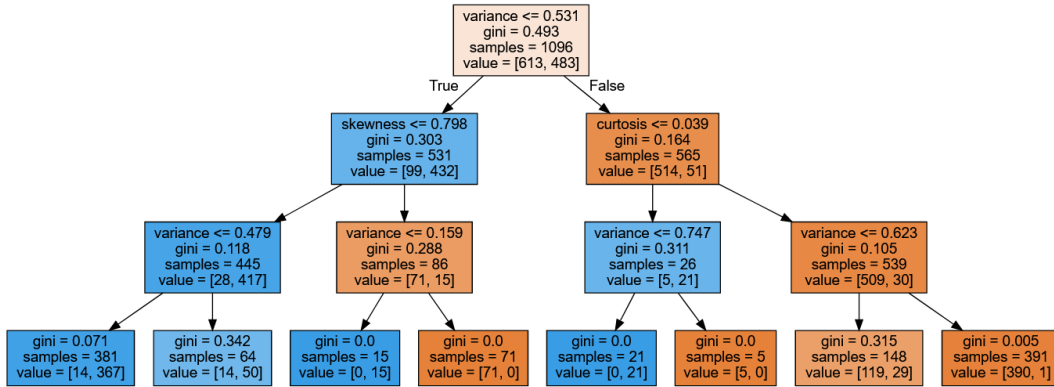 variance <= 0.531
gini = 0.493
samples = 1096
value = [613, 483]
True
False
skewness <= 0.798
gini = 0.303
samples = 531
value = [99, 432]
curtosis <= 0.039
gini = 0.164
samples = 565
value = [514, 51]
variance <= 0.479
gini = 0.118
samples = 445
value = [28, 417]
variance <= 0.159
gini = 0.288
samples = 86
value = [71, 15]
variance <= 0.747
gini = 0.311
samples = 26
value = [5, 21]
variance <= 0.623
gini = 0.105
samples = 539
value = [509, 30]
gini = 0.071
samples = 381
value = [14, 367]
gini = 0.342
samples = 64
value = [14, 50]
gini = 0.0
samples = 15
value = [0, 15]
gini = 0.0
samples = 71
value = [71, 0]
gini = 0.0
samples = 21
value = [0, 21]
gini = 0.0
samples = 5
value = [5, 0]
gini = 0.315
samples = 148
value = [119, 29]
gini = 0.005
samples = 391
value = [390, 1]